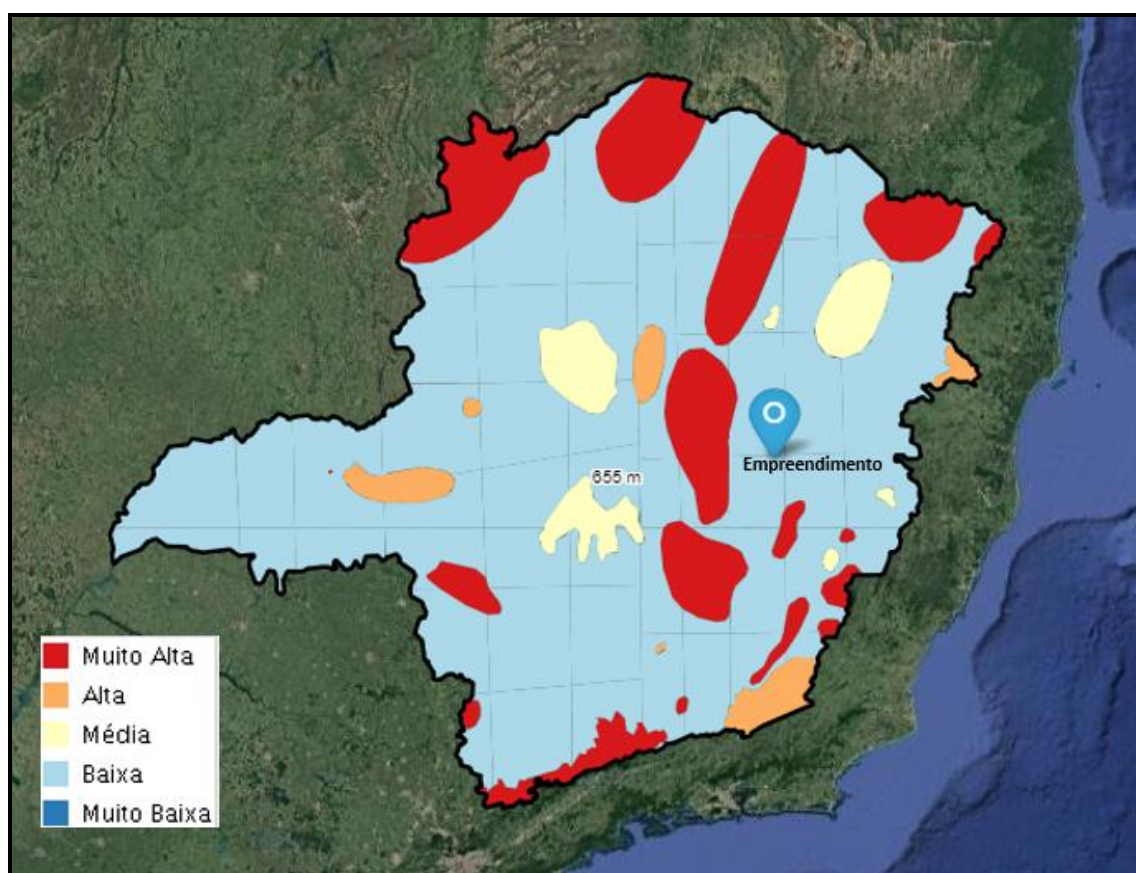 Empreendimento
655 m
Muito Alta
Alta
Média
Baixa
Muito Baixa